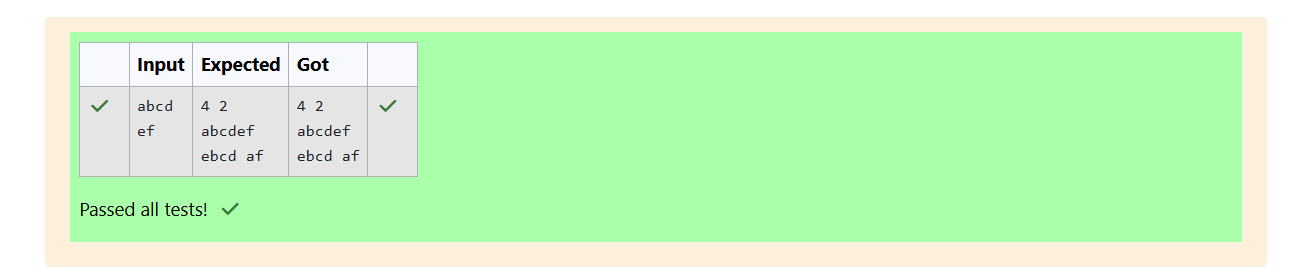 Input Expected Got
abcd 4 2 4 2
ef abcdef abcdef
ebcd af ebcd af
Passed all tests!